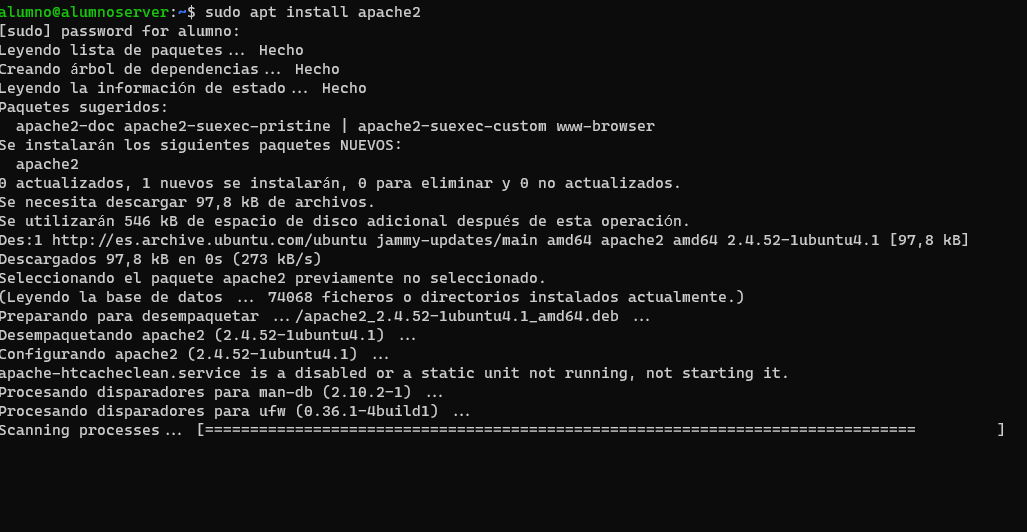 alumno@alumnoserver:~$ sudo apt install apache2
[sudo] password for alumno:
Leyendo lista de paquetes... Hecho
Creando árbol de dependencias... Hecho
Leyendo la información de estado... Hecho
Paquetes sugeridos:
  apache2-doc apache2-suexec-pristine | apache2-suexec-custom www-browser
Se instalarán los siguientes paquetes NUEVOS:
  apache2
0 actualizados, 1 nuevos se instalarán, 0 para eliminar y 0 no actualizados.
Se necesita descargar 97,8 kB de archivos.
Se utilizarán 546 kB de espacio de disco adicional después de esta operación.
Des:1 http://es.archive.ubuntu.com/ubuntu jammy-updates/main amd64 apache2 amd64 2.4.52-1ubuntu4.1 [97,8 kB]
Descargados 97,8 kB en 0s (273 kB/s)
Seleccionando el paquete apache2 previamente no seleccionado.
(Leyendo la base de datos ... 74068 ficheros o directorios instalados actualmente.)
Preparando para desempaquetar .../apache2_2.4.52-1ubuntu4.1_amd64.deb ...
Desempaquetando apache2 (2.4.52-1ubuntu4.1) ...
Configurando apache2 (2.4.52-1ubuntu4.1) ...
apache-htcacheclean.service is a disabled or a static unit not running, not starting it.
Procesando disparadores para man-db (2.10.2-1) ...
Procesando disparadores para ufw (0.36.1-4build1) ...
Scanning processes... [===============================================================================         ]